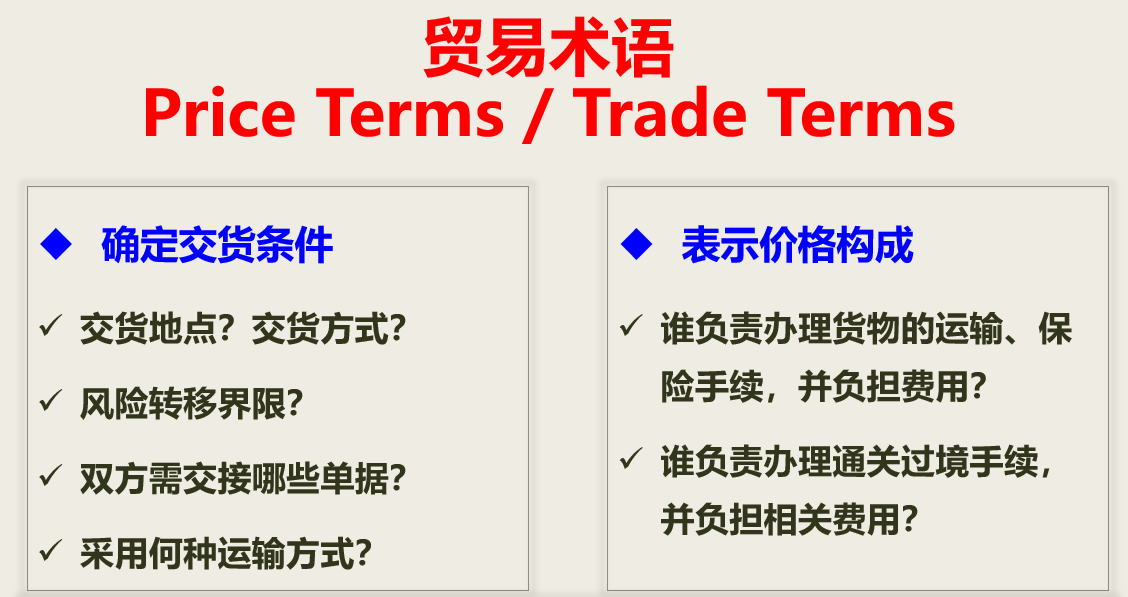 贸易术语
Price Terms / Trade Terms
确定交货条件
交货地点？交货方式？
风险转移界限？
双方需交接哪些单据？
采用何种运输方式？
表示价格构成
谁负责办理货物的运输、保
险手续，并负担费用？
谁负责办理通关过境手续，
并负担相关费用？